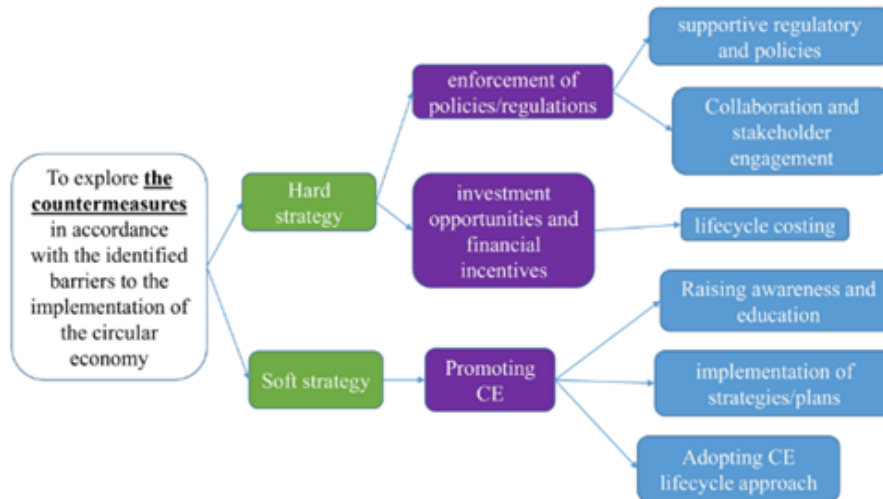 To explore the
countermeasures
in accordance
with the identified
barriers to the
implementation of
the circular
economy
Hard
strategy
Soft strategy
enforcement of
policies/regulations
investment
opportunities and
financial
incentives
Promoting
CE
supportive regulatory
and policies
Collaboration and
stakeholder
engagement
lifecycle costing
Raising awareness and
education
implementation of
strategies/plans
Adopting CE
lifecycle approach